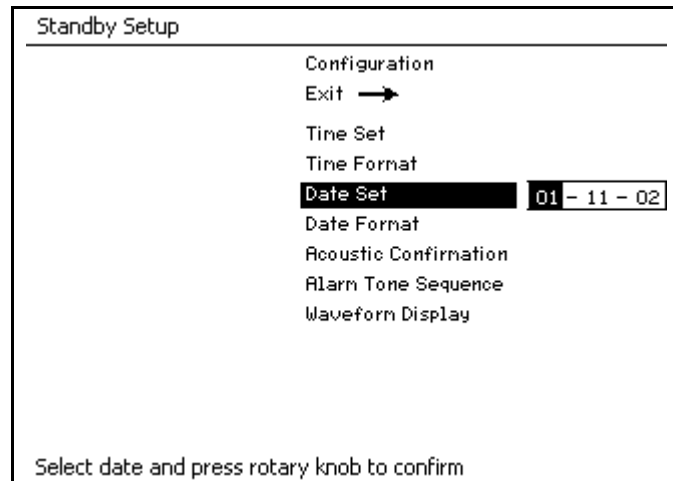 Standby Setup
Configuration
Exit
Time Set
Time Format
Date Set 01 - 11 - 02
Date Format
Acoustic Confirmation
Alarm Tone Sequence
Waveform Display
Select date and press rotary knob to confirm